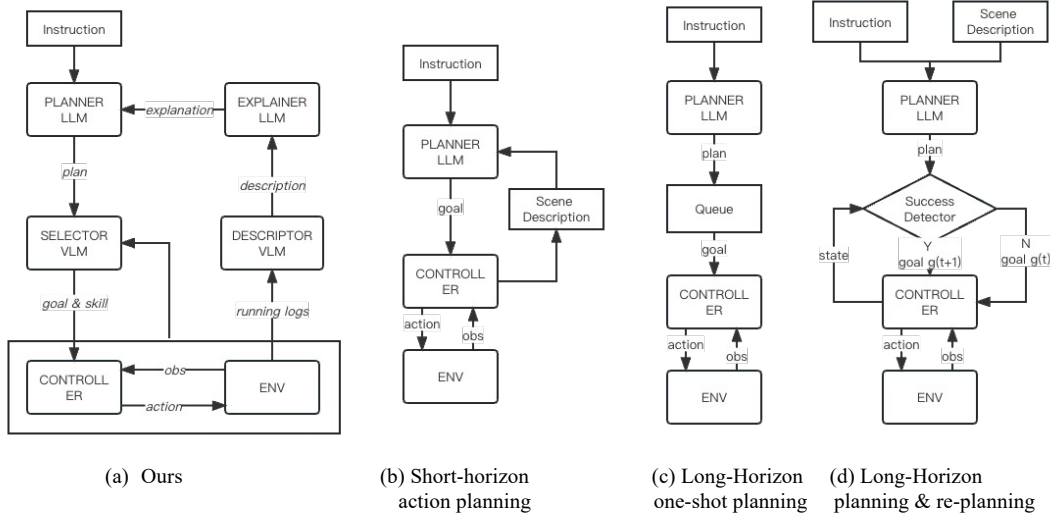 Instruction
PLANNER
LLM
explanation
EXPLAINER
LLM
plan
description
SELECTOR
VLM
DESCRIPTOR
VLM
goal & skill
running logs
CONTROLL
ER
obs
action
ENV
(a) Ours
Instruction
PLANNER
LLM
goal
Scene
Description
CONTROLL
ER
action
obs
ENV
(b) Short-horizon
action planning
Instruction
PLANNER
LLM
plan
Queue
goal
CONTROLL
ER
action
obs
ENV
(c) Long-Horizon
one-shot planning
Instruction
Scene
Description
PLANNER
LLM
plan
Success
Detector
state
Y
goal g(t+1)
N
goal g(t)
CONTROLL
ER
action
obs
ENV
(d) Long-Horizon
planning & re-planning